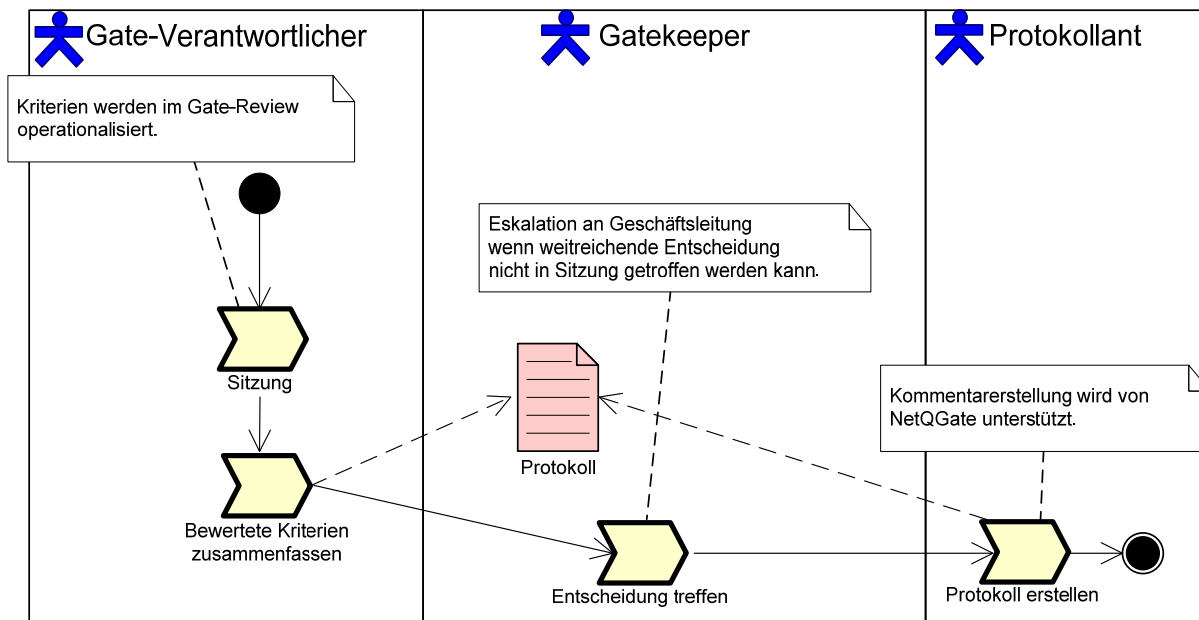 Gate-Verantwortlicher
Gatekeeper
Protokollant
Kriterien werden im Gate-Review
operationalisiert.
Eskalation an Geschäftsleitung
wenn weitreichende Entscheidung
nicht in Sitzung getroffen werden kann.
Sitzung
Kommentarerstellung wird von
NetQGate unterstützt.
Protokoll
Bewertete Kriterien
zusammenfassen
Entscheidung treffen
Protokoll erstellen